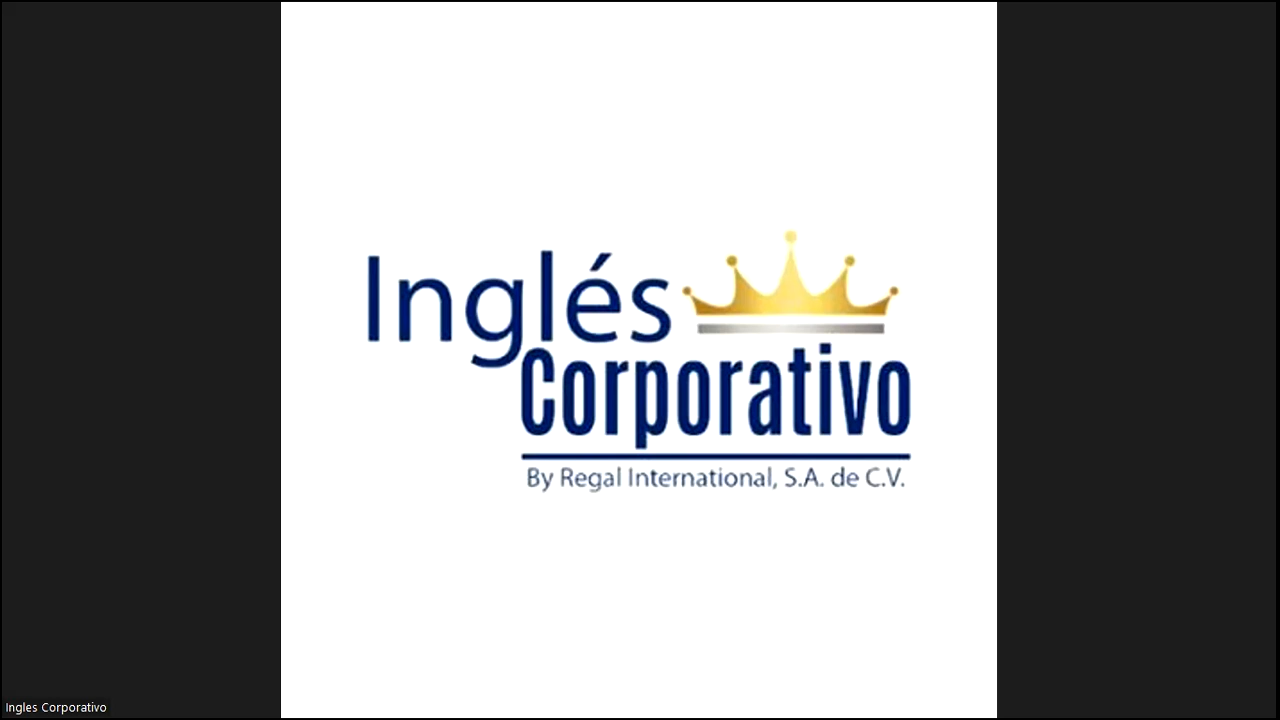 Inglés
Corporativo
By Regal International, S.A. de C.V.
Ingles Corporativo